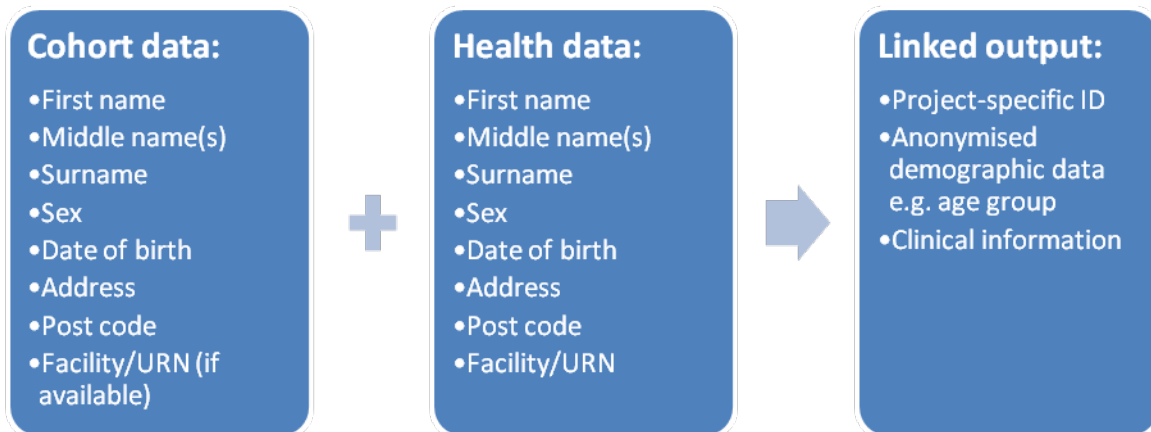 Cohort data:
•First name
•Middle name(s)
•Surname
•Sex
•Date of birth
•Address
•Post code
•Facility/URN (if
available)
Health data:
•First name
•Middle name(s)
•Surname
•Sex
•Date of birth
•Address
•Post code
•Facility/URN
Linked output:
•Project-specific ID
•Anonymised
demographic data
e.g. age group
•Clinical information